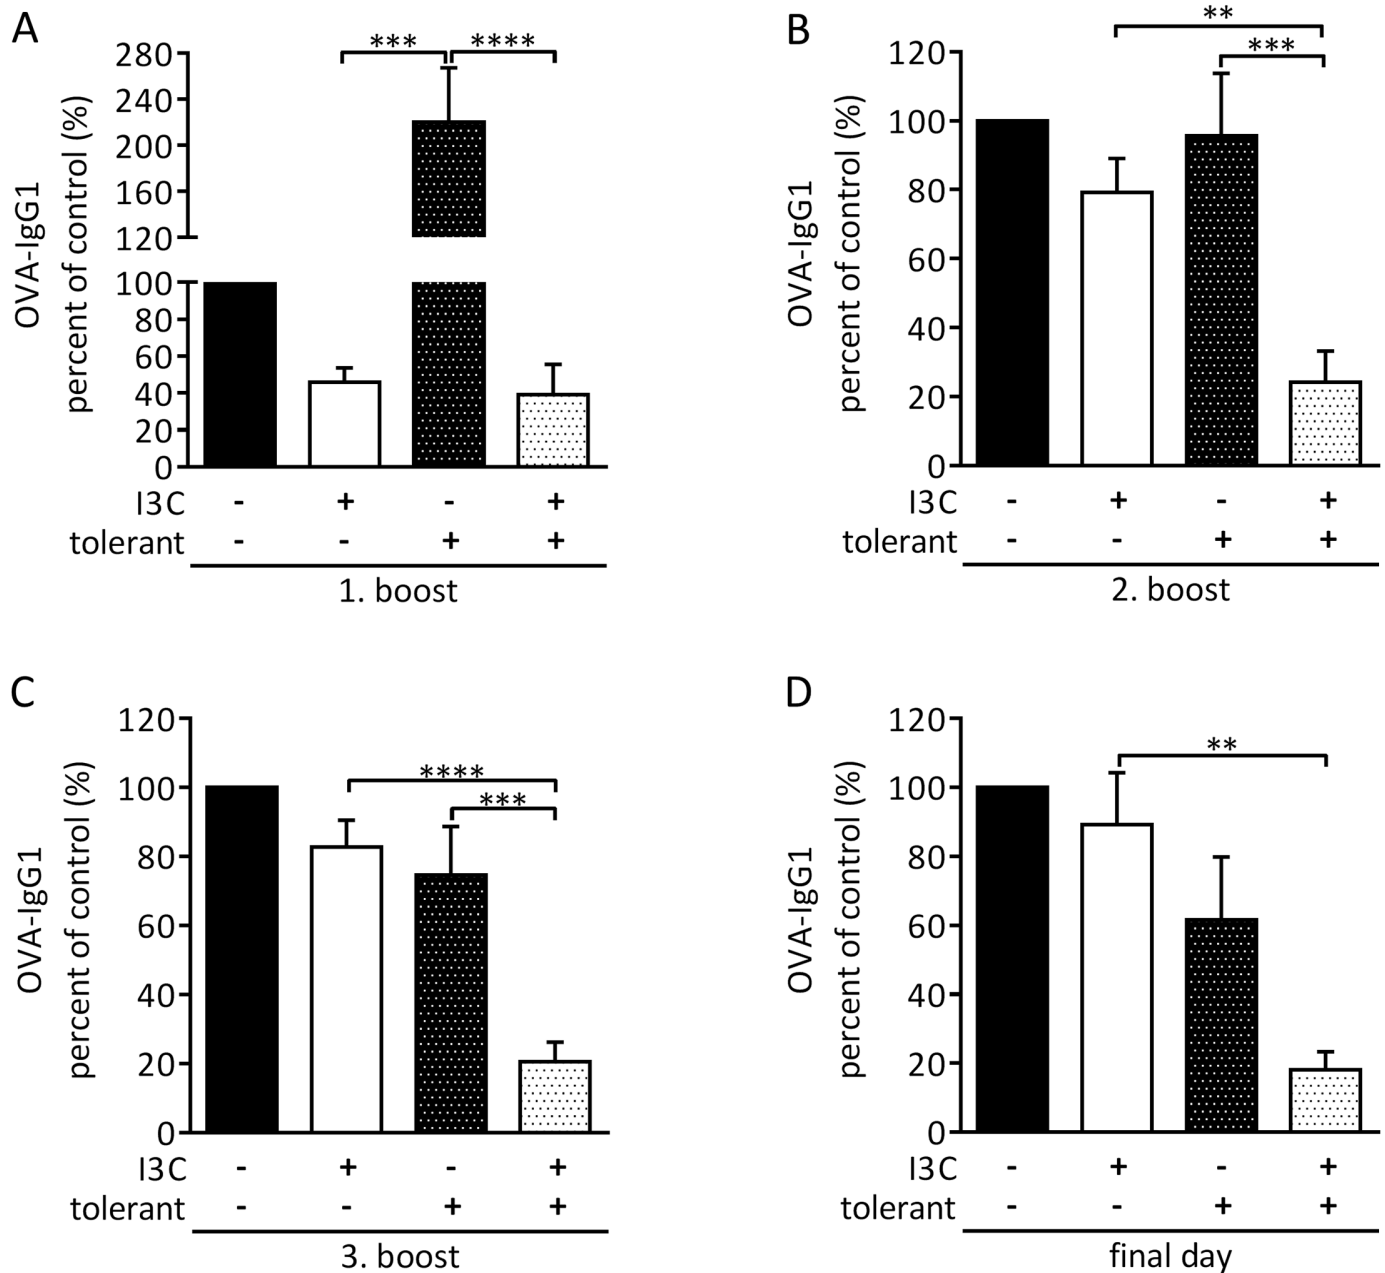 A
*** ****
280
240
200
160
120
100
80
60
40
20
0
OVA-IgG1
percent of control (%)
I3C - + - +
tolerant - - + +
1. boost
B
**
***
120
100
80
60
40
20
0
OVA-IgG1
percent of control (%)
I3C - + - +
tolerant - - + +
2. boost
C
****
***
120
100
80
60
40
20
0
OVA-IgG1
percent of control (%)
I3C - + - +
tolerant - - + +
3. boost
D
**
120
100
80
60
40
20
0
OVA-IgG1
percent of control (%)
I3C - + - +
tolerant - - + +
final day